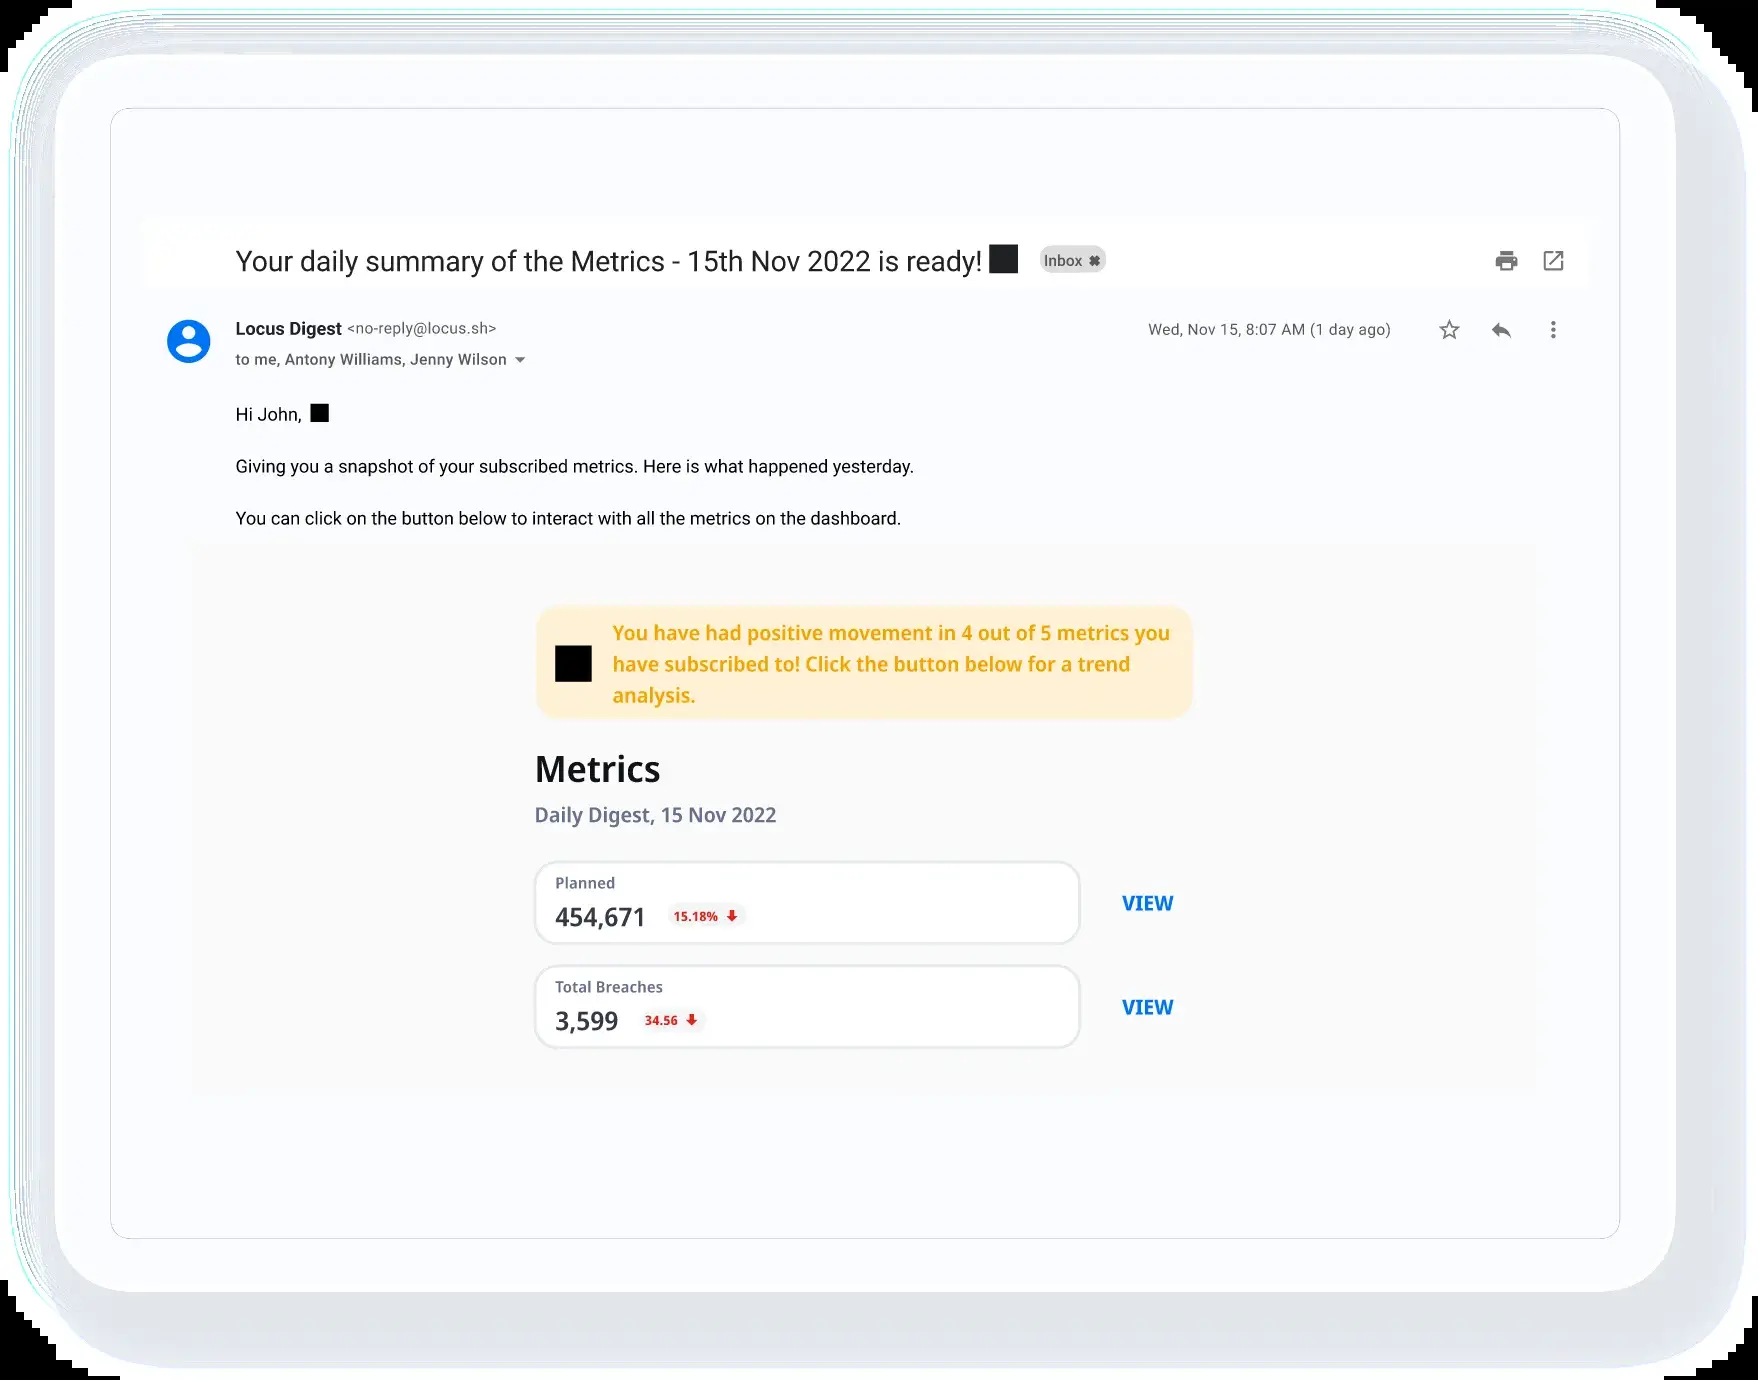 Your daily summary of the Metrics - 15th Nov 2022 is ready!
Inbox ✖
Locus Digest <no-reply@locus.sh>
Wed, Nov 15, 8:07 AM (1 day ago)
to me, Antony Williams, Jenny Wilson
Hi John,
Giving you a snapshot of your subscribed metrics. Here is what happened yesterday.
You can click on the button below to interact with all the metrics on the dashboard.
You have had positive movement in 4 out of 5 metrics you
have subscribed to! Click the button below for a trend
analysis.
Metrics
Daily Digest, 15 Nov 2022
Planned
454,671 15.18%
VIEW
Total Breaches
3,599 34.56
VIEW